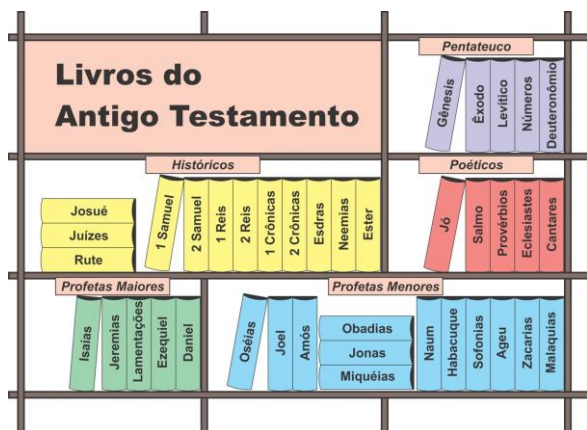 Livros do
Antigo Testamento
Pentateuco
Gênesis
Êxodo
Levítico
Números
Deuteronômio
Históricos
Josué
Juízes
Rute
1 Samuel
2 Samuel
1 Reis
2 Reis
1 Crônicas
2 Crônicas
Esdras
Neemias
Ester
Poéticos
Jó
Salmo
Provérbios
Eclesiastes
Cantares
Profetas Maiores
Isaías
Jeremias
Lamentações
Ezequiel
Daniel
Profetas Menores
Oséias
Joel
Amós
Obadias
Jonas
Miquéias
Naum
Habacuque
Sofonias
Ageu
Zacarias
Malaquias